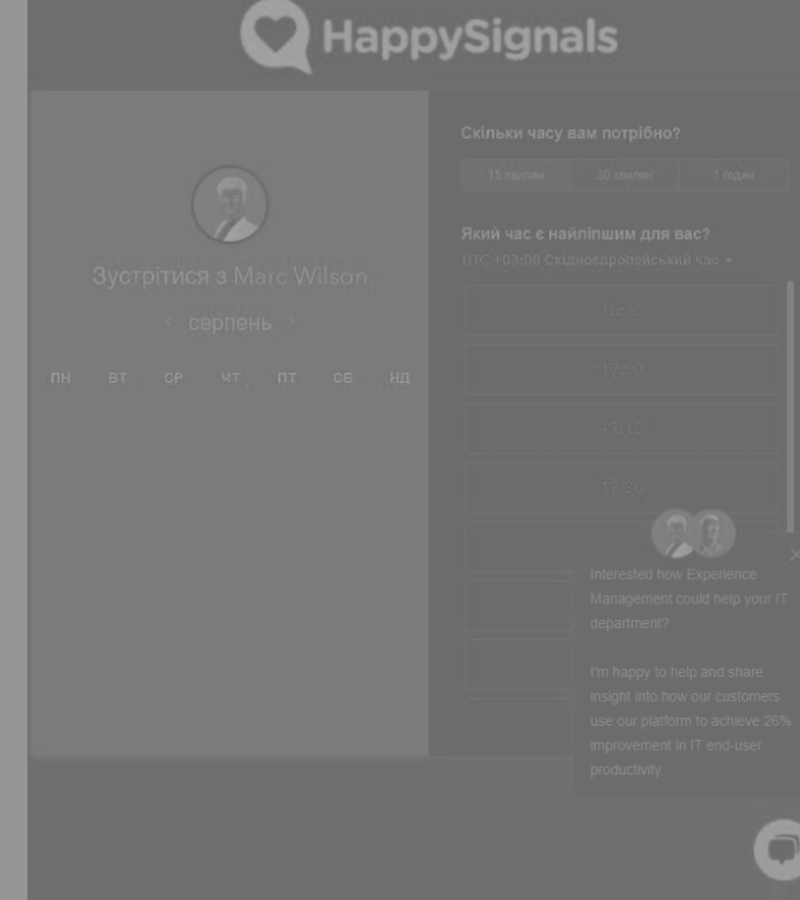 HappySignals
Зустрітися з Marc Wilson
серпень
ПН ВТ СР ЧТ ПТ СБ НД
Скільки часу вам потрібно?
15 хвилин 30 хвилин 1 годин
Який час є найліпшим для вас?
UTC +03:00 Східноєвропейський час
16:45
17:00
17:15
17:30
Interested how Experience
Management could help your IT
department?
I'm happy to help and share
insight into how our customers
use our platform to achieve 26%
improvement in IT end-user
productivity.